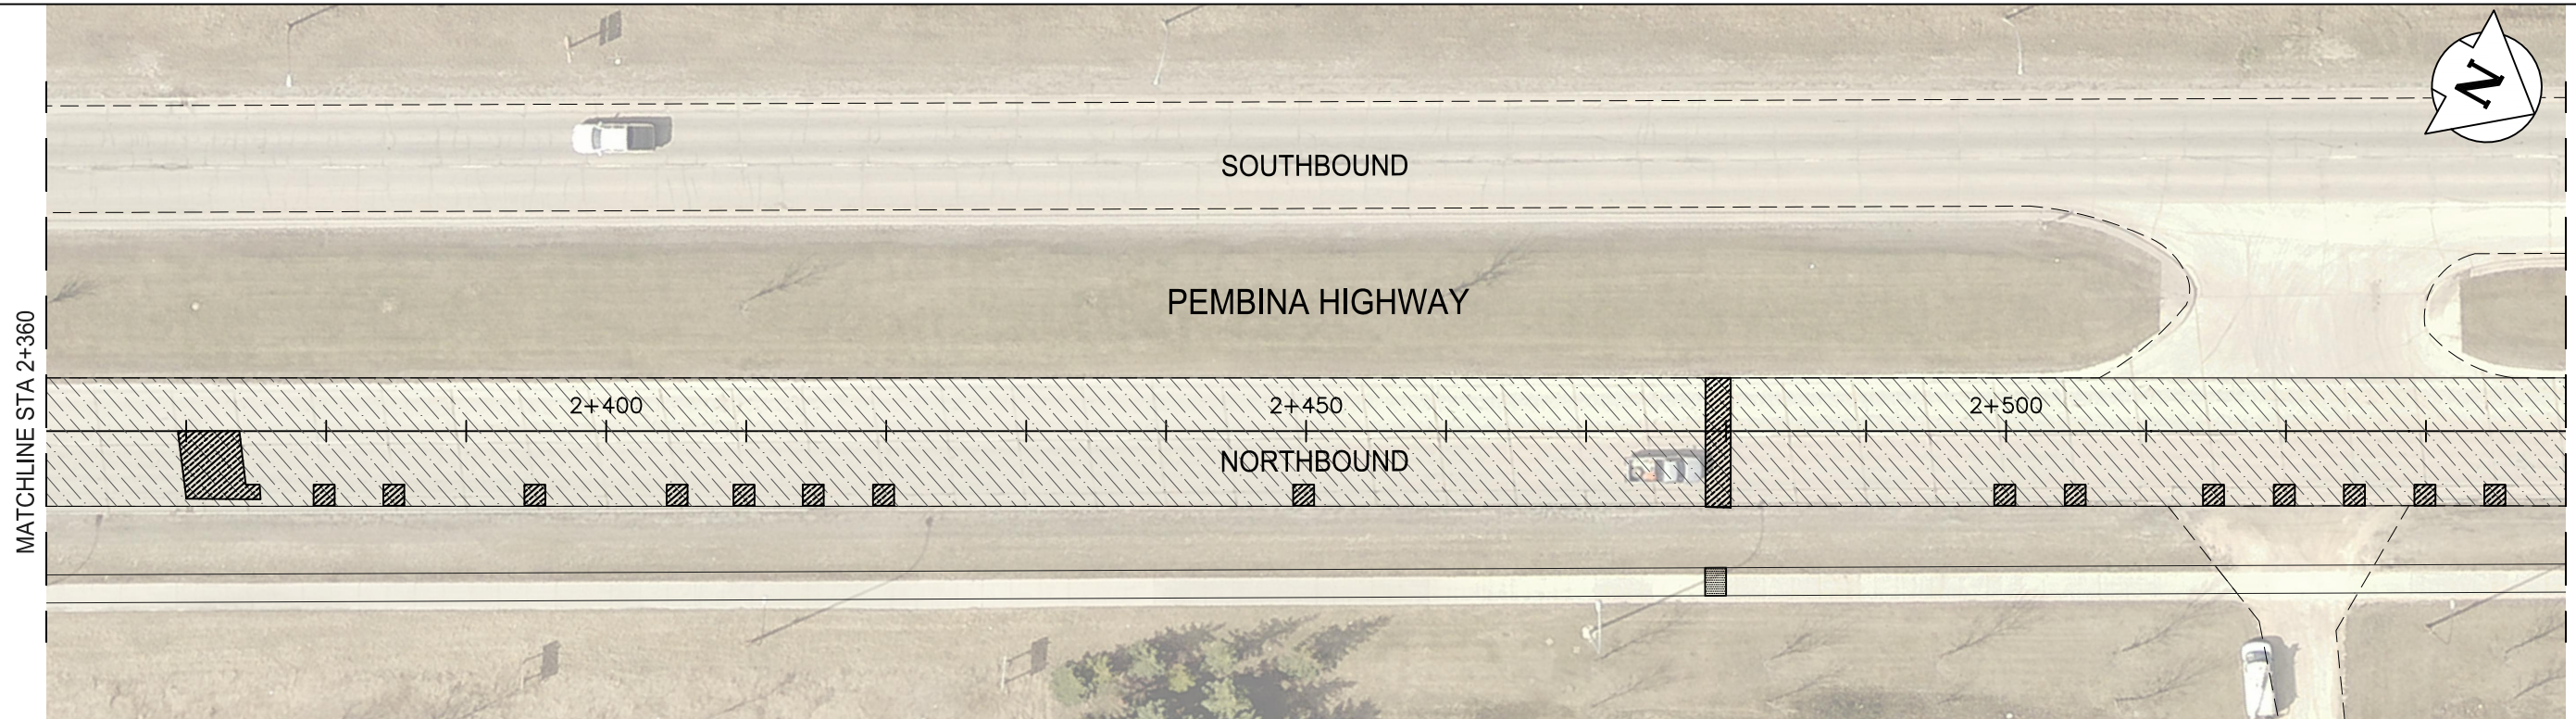 N
SOUTHBOUND
PEMBINA HIGHWAY
MATCHLINE STA 2+360
2+400 2+450 2+500
NORTHBOUND